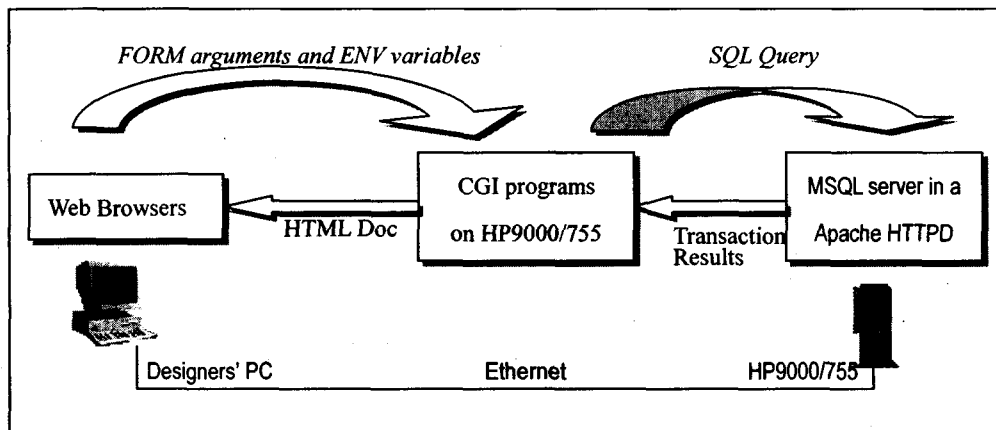 FORM arguments and ENV variables
SQL Query
Web Browsers
HTML Doc
CGI programs
on HP9000/755
Transaction
Results
MSQL server in a
Apache HTTPD
Designers' PC
Ethernet
HP9000/755